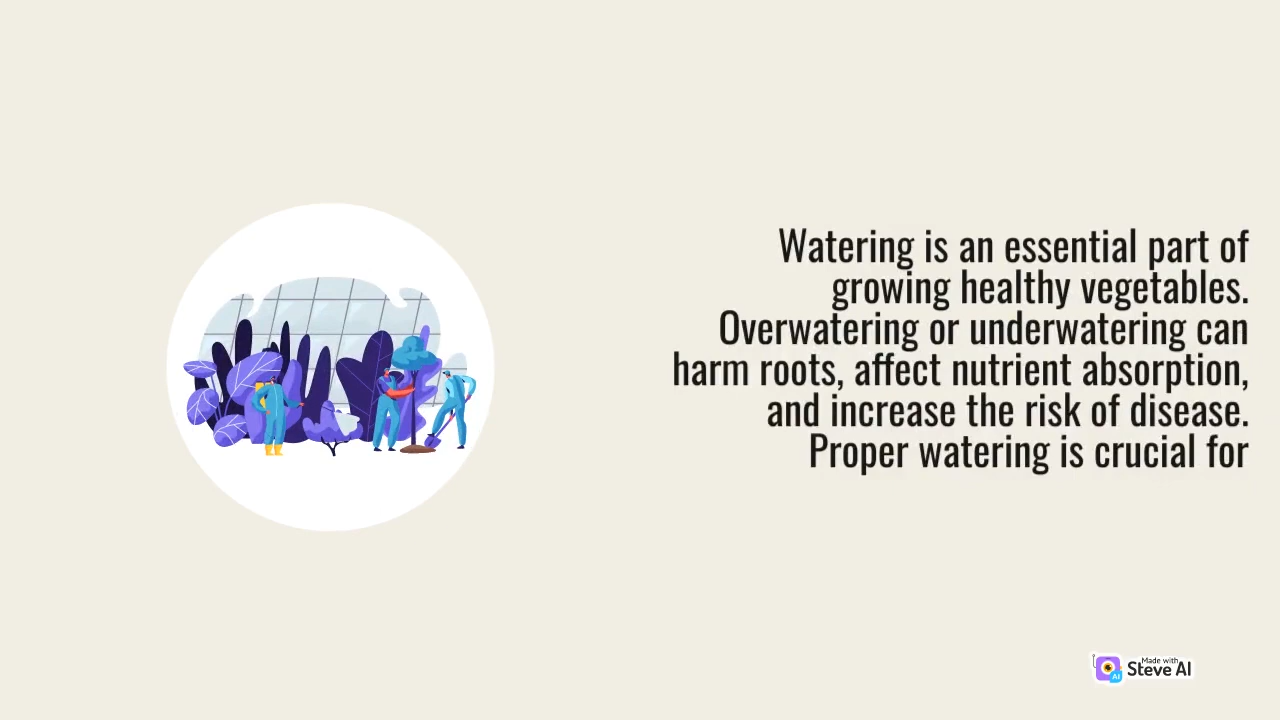 Watering is an essential part of
growing healthy vegetables.
Overwatering or underwatering can
harm roots, affect nutrient absorption,
and increase the risk of disease.
Proper watering is crucial for
Made with
Steve AI
AI